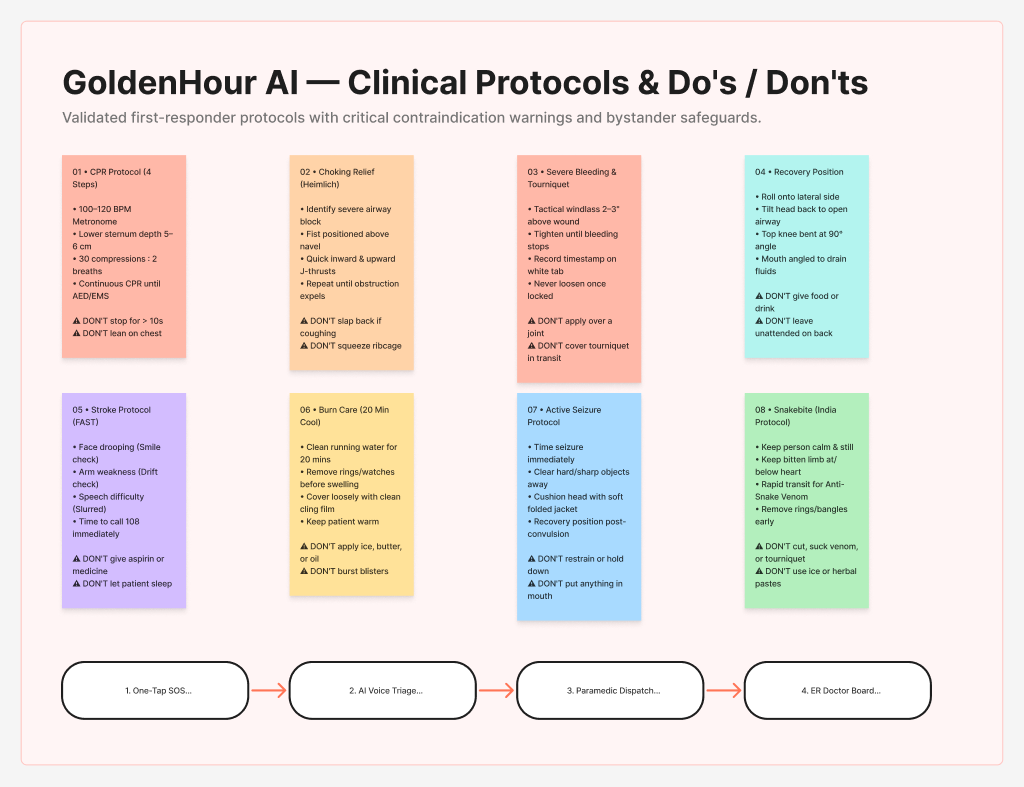 GoldenHour AI — Clinical Protocols & Do's / Don'ts
Validated first-responder protocols with critical contraindication warnings and bystander safeguards.
01 • CPR Protocol (4
Steps)
• 100–120 BPM
Metronome
• Lower sternum depth 5–
6 cm
• 30 compressions : 2
breaths
• Continuous CPR until
AED/EMS
⚠ DON'T stop for > 10s
⚠ DON'T lean on chest
02 • Choking Relief
(Heimlich)
• Identify severe airway
block
• Fist positioned above
navel
• Quick inward & upward
J-thrusts
• Repeat until obstruction
expels
⚠ DON'T slap back if
coughing
⚠ DON'T squeeze ribcage
03 • Severe Bleeding &
Tourniquet
• Tactical windlass 2–3"
above wound
• Tighten until bleeding
stops
• Record timestamp on
white tab
• Never loosen once
locked
⚠ DON'T apply over a
joint
⚠ DON'T cover tourniquet
in transit
04 • Recovery Position
• Roll onto lateral side
• Tilt head back to open
airway
• Top knee bent at 90°
angle
• Mouth angled to drain
fluids
⚠ DON'T give food or
drink
⚠ DON'T leave
unattended on back
05 • Stroke Protocol
(FAST)
• Face drooping (Smile
check)
• Arm weakness (Drift
check)
• Speech difficulty
(Slurred)
• Time to call 108
immediately
⚠ DON'T give aspirin or
medicine
⚠ DON'T let patient sleep
06 • Burn Care (20 Min
Cool)
• Clean running water for
20 mins
• Remove rings/watches
before swelling
• Cover loosely with clean
cling film
• Keep patient warm
⚠ DON'T apply ice, butter,
or oil
⚠ DON'T burst blisters
07 • Active Seizure
Protocol
• Time seizure
immediately
• Clear hard/sharp objects
away
• Cushion head with soft
folded jacket
• Recovery position post-
convulsion
⚠ DON'T restrain or hold
down
⚠ DON'T put anything in
mouth
08 • Snakebite (India
Protocol)
• Keep person calm & still
• Keep bitten limb at/
below heart
• Rapid transit for Anti-
Snake Venom
• Remove rings/bangles
early
⚠ DON'T cut, suck venom,
or tourniquet
⚠ DON'T use ice or herbal
pastes
1. One-Tap SOS...
2. AI Voice Triage...
3. Paramedic Dispatch...
4. ER Doctor Board...